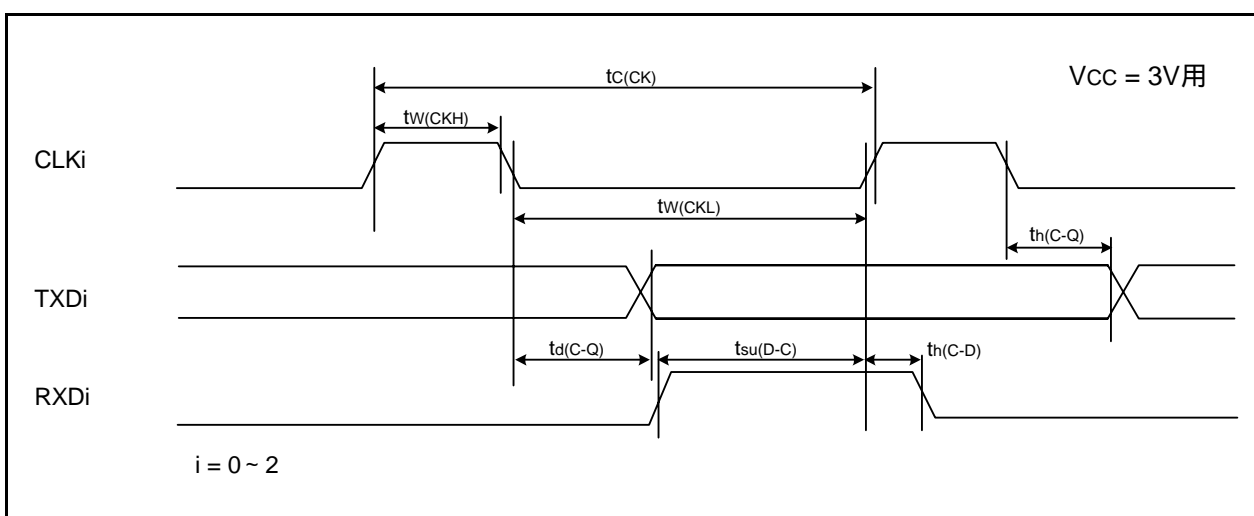 VCC = 3V用
tC(CK)
tW(CKH)
CLKi
tW(CKL)
th(C-Q)
TXDi
td(C-Q)
tsu(D-C)
th(C-D)
RXDi
i = 0 ~ 2